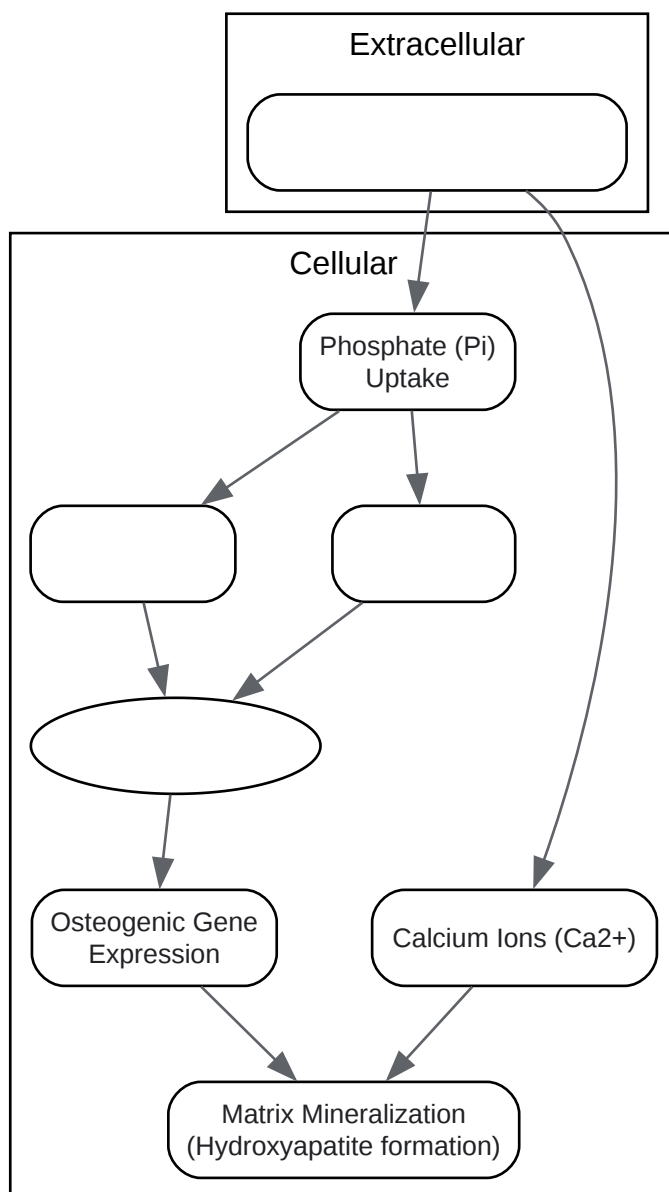 Extracellular
Cellular
Phosphate (Pi)
Uptake
Osteogenic Gene
Expression
Calcium Ions (Ca2+)
Matrix Mineralization
(Hydroxyapatite formation)